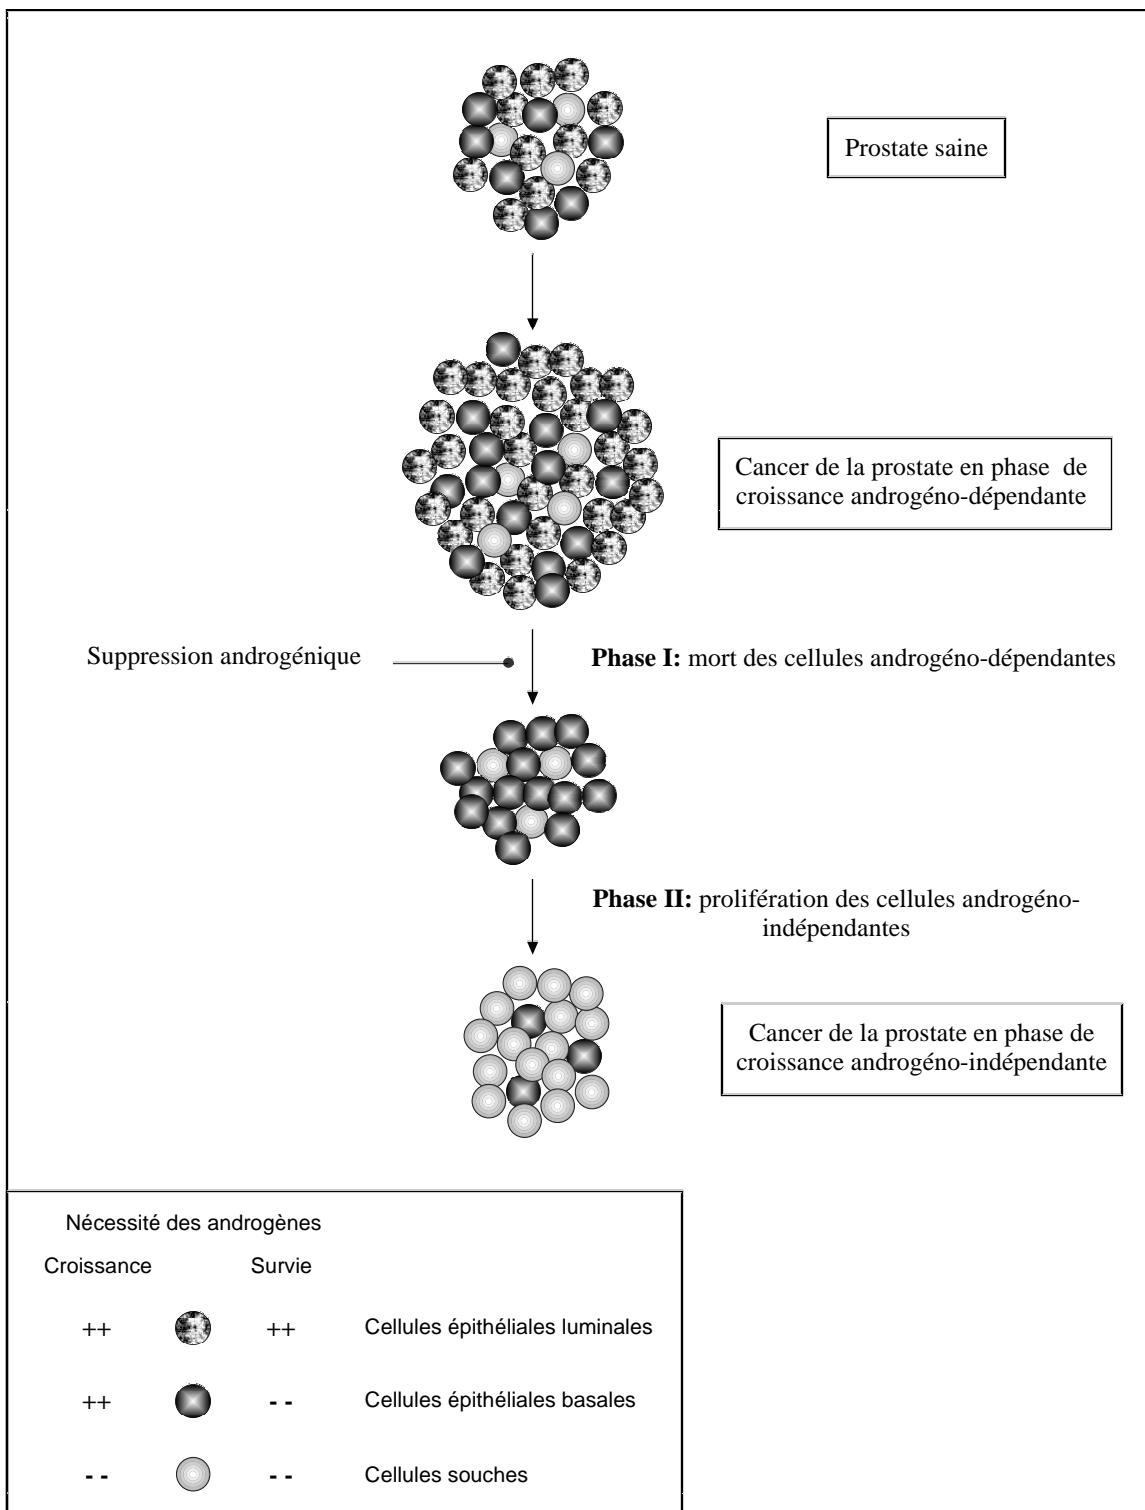 Prostate saine
Cancer de la prostate en phase de
croissance androgéno-dépendante
Suppression androgénique
Phase I: mort des cellules androgéno-dépendantes
Phase II: prolifération des cellules androgéno-
indépendantes
Cancer de la prostate en phase de
croissance androgéno-indépendante
Nécessité des androgènes
Croissance Survie
++ ++ Cellules épithéliales luminales
++ - - Cellules épithéliales basales
- - - - Cellules souches